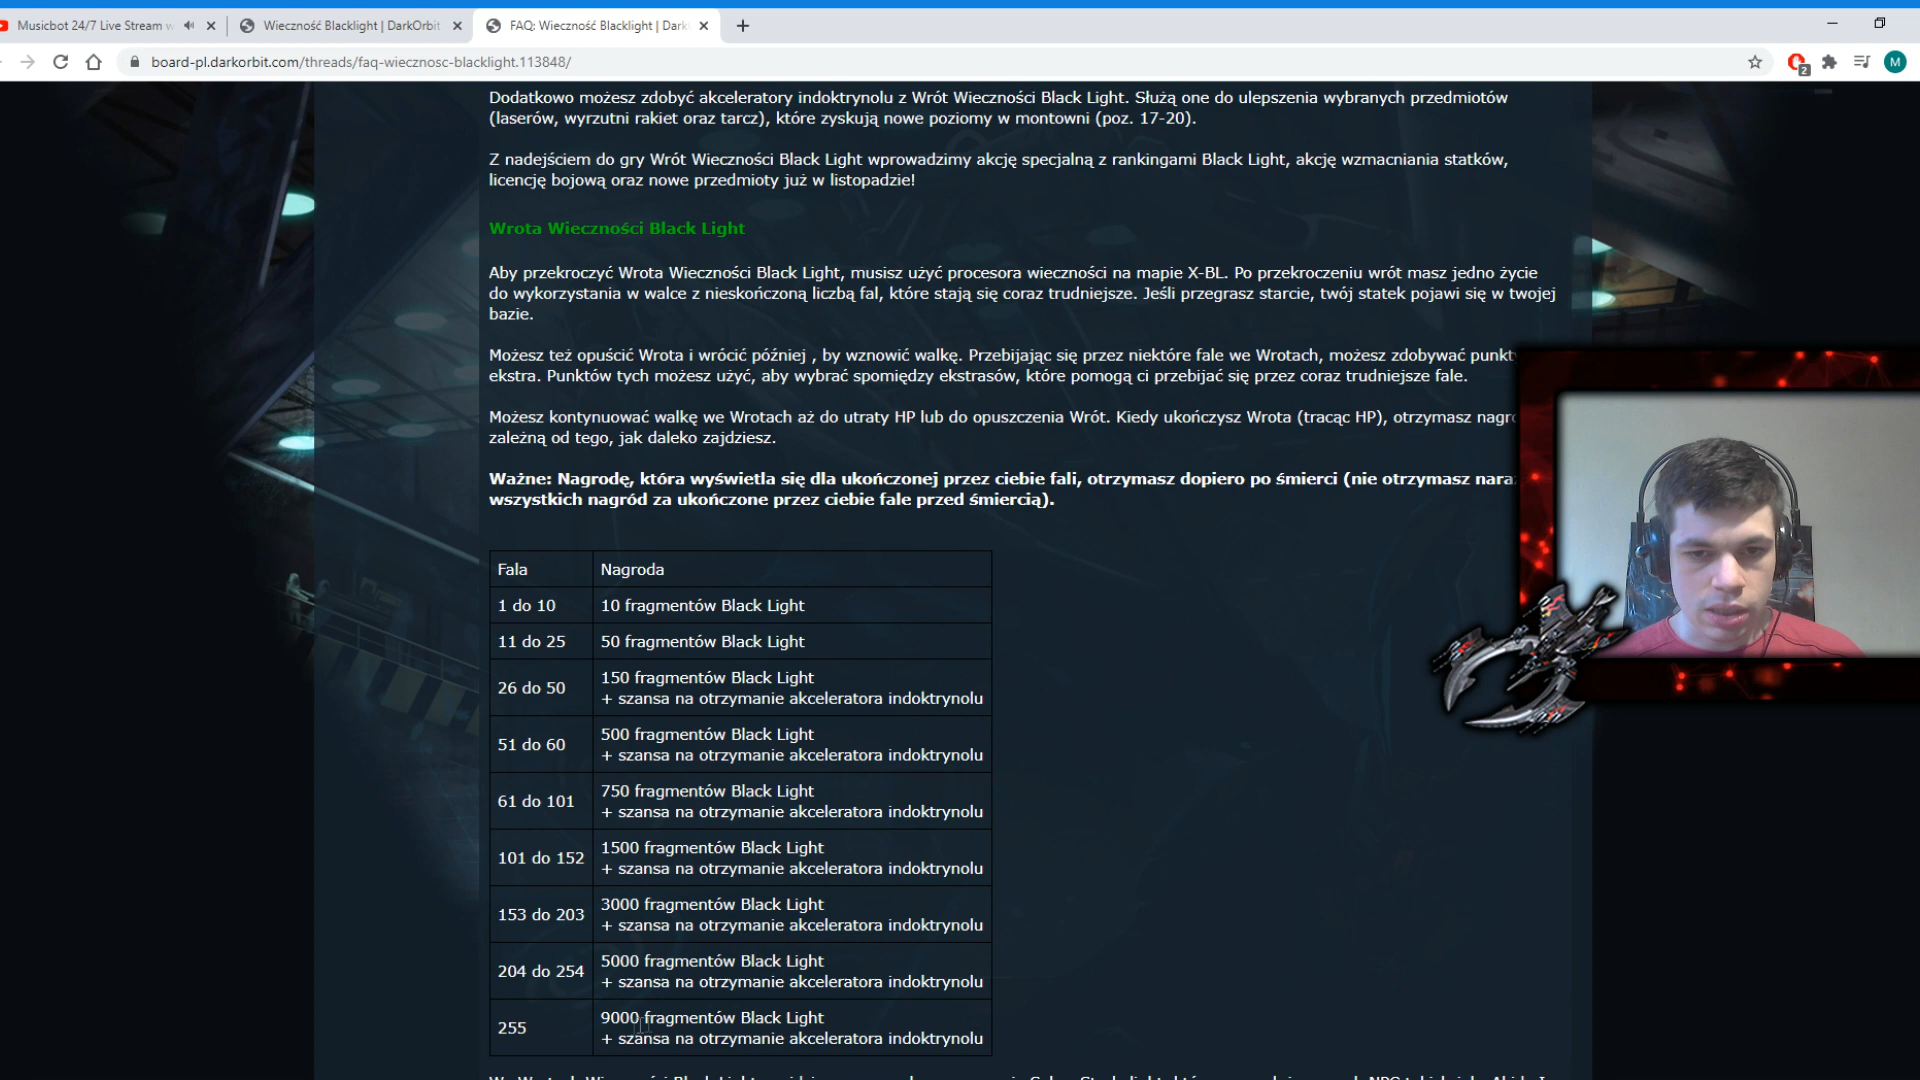 Musicbot 24/7 Live Stream
Wieczność Blacklight | DarkOrbit
FAQ: Wieczność Blacklight | Dark
board-pl.darkorbit.com/threads/faq-wiecznosc-blacklight.113848/
2
M
Dodatkowo możesz zdobyć akceleratory indoktrynolu z Wrót Wieczności Black Light. Służą one do ulepszenia wybranych przedmiotów
(laserów, wyrzutni rakiet oraz tarcz), które zyskują nowe poziomy w montowni (poz. 17-20).
Z nadejściem do gry Wrót Wieczności Black Light wprowadzimy akcję specjalną z rankingami Black Light, akcję wzmacniania statków,
licencję bojową oraz nowe przedmioty już w listopadzie!
Wrota Wieczności Black Light
Aby przekroczyć Wrota Wieczności Black Light, musisz użyć procesora wieczności na mapie X-BL. Po przekroczeniu wrót masz jedno życie
do wykorzystania w walce z nieskończoną liczbą fal, które stają się coraz trudniejsze. Jeśli przegrasz starcie, twój statek pojawi się w twojej
bazie.
Możesz też opuścić Wrota i wrócić później , by wznowić walkę. Przebijając się przez niektóre fale we Wrotach, możesz zdobywać punkty
ekstra. Punktów tych możesz użyć, aby wybrać spomiędzy ekstrasów, które pomogą ci przebijać się przez coraz trudniejsze fale.
Możesz kontynuować walkę we Wrotach aż do utraty HP lub do opuszczenia Wrót. Kiedy ukończysz Wrota (tracąc HP), otrzymasz nagro
zależną od tego, jak daleko zajdziesz.
Ważne: Nagrodę, która wyświetla się dla ukończonej przez ciebie fali, otrzymasz dopiero po śmierci (nie otrzymasz naraz
wszystkich nagród za ukończone przez ciebie fale przed śmiercią).
Fala Nagroda
1 do 10 10 fragmentów Black Light
11 do 25 50 fragmentów Black Light
26 do 50 150 fragmentów Black Light
+ szansa na otrzymanie akceleratora indoktrynolu
51 do 60 500 fragmentów Black Light
+ szansa na otrzymanie akceleratora indoktrynolu
61 do 101 750 fragmentów Black Light
+ szansa na otrzymanie akceleratora indoktrynolu
101 do 152 1500 fragmentów Black Light
+ szansa na otrzymanie akceleratora indoktrynolu
153 do 203 3000 fragmentów Black Light
+ szansa na otrzymanie akceleratora indoktrynolu
204 do 254 5000 fragmentów Black Light
+ szansa na otrzymanie akceleratora indoktrynolu
255 9000 fragmentów Black Light
+ szansa na otrzymanie akceleratora indoktrynolu